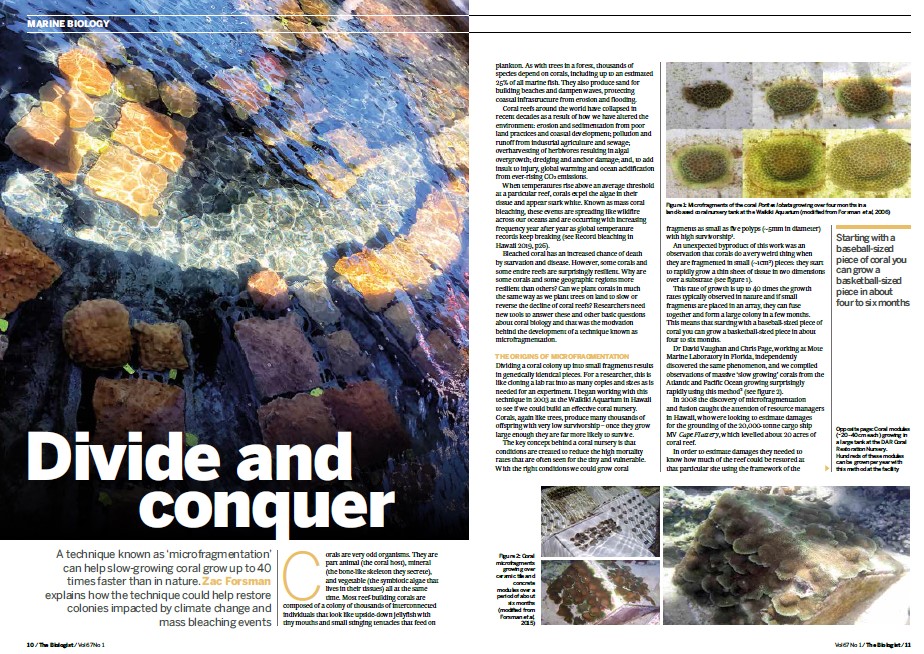 MARINE BIOLOGY
Divide and
conquer
A technique known as 'microfragmentation'
can help slow-growing coral grow up to 40
times faster than in nature. Zac Forsman
explains how the technique could help restore
colonies impacted by climate change and
mass bleaching events
Corals are very odd organisms. They are
part animal (the coral host), mineral
(the bone-like skeleton they secrete),
and vegetable (the symbiotic algae that
lives in their tissues) all at the same
time. Most reef-building corals are
composed of a colony of thousands of interconnected
individuals that look like upside-down jellyfish with
tiny mouths and small stinging tentacles that feed on
10 / The Biologist / Vol 67 No 1
plankton. As with trees in a forest, thousands of
species depend on corals, including up to an estimated
25% of all marine fish. They also produce sand for
building beaches and dampen waves, protecting
coastal infrastructure from erosion and flooding.
Coral reefs around the world have collapsed in
recent decades as a result of how we have altered the
environment: erosion and sedimentation from poor
land practices and coastal development; pollution and
runoff from industrial agriculture and sewage;
overharvesting of herbivores resulting in algal
overgrowth; dredging and anchor damage; and, to add
insult to injury, global warming and ocean acidification
from ever-rising CO₂ emissions.
When temperatures rise above an average threshold
at a particular reef, corals expel the algae in their
tissue and appear stark white. Known as mass coral
bleaching, these events are spreading like wildfire
across our oceans and are occurring with increasing
frequency year after year as global temperature
records keep breaking (see Record bleaching in
Hawaii 2019, p26).
Bleached coral has an increased chance of death
by starvation and disease. However, some corals and
some entire reefs are surprisingly resilient. Why are
some corals and some geographic regions more
resilient than others? Can we plant corals in much
the same way as we plant trees on land to slow or
reverse the decline of coral reefs? Researchers need
new tools to answer these and other basic questions
about coral biology and that was the motivation
behind the development of a technique known as
microfragmentation.
THE ORIGINS OF MICROFRAGMENTATION
Dividing a coral colony up into small fragments results
in genetically identical pieces. For a researcher, this is
like cloning a lab rat into as many copies and sizes as is
needed for an experiment. I began working with this
technique in 2003 at the Waikiki Aquarium in Hawaii
to see if we could build an effective coral nursery.
Corals, again like trees, produce many thousands of
offspring with very low survivorship – once they grow
large enough they are far more likely to survive.
The key concept behind a coral nursery is that
conditions are created to reduce the high mortality
rates that are often seen for the tiny and vulnerable.
With the right conditions we could grow coral
Figure 1: Microfragments of the coral Porites lobata growing over four months in a
land-based coral nursery tank at the Waikiki Aquarium (modified from Forsman et al, 2006)
fragments as small as five polyps (~5mm in diameter)
with high survivorship¹.
An unexpected byproduct of this work was an
observation that corals do a very weird thing when
they are fragmented in small (~1cm²) pieces: they start
to rapidly grow a thin sheet of tissue in two dimensions
over a substrate (see figure 1).
This rate of growth is up to 40 times the growth
rates typically observed in nature and if small
fragments are placed in an array, they can fuse
together and form a large colony in a few months.
This means that starting with a baseball-sized piece of
coral you can grow a basketball-sized piece in about
four to six months.
Dr David Vaughan and Chris Page, working at Mote
Marine Laboratory in Florida, independently
discovered the same phenomenon, and we compiled
observations of massive 'slow growing' corals from the
Atlantic and Pacific Ocean growing surprisingly
rapidly using this method² (see figure 2).
In 2008 the discovery of microfragmentation
and fusion caught the attention of resource managers
in Hawaii, who were looking to estimate damages
for the grounding of the 20,000-tonne cargo ship
MV Cape Flattery, which levelled about 20 acres of
coral reef.
In order to estimate damages they needed to
know how much of the reef could be restored at
that particular site using the framework of the
Starting with a
baseball-sized
piece of coral you
can grow a
basketball-sized
piece in about
four to six months
Opposite page: Coral modules
(~20-40cm each) growing in
a large tank at the DAR Coral
Restoration Nursery.
Hundreds of these modules
can be grown per year with
this method at the facility
Figure 2: Coral
microfragments
growing over
ceramic tile and
concrete
modules over a
period of about
six months
(modified from
Forsman et al,
2015)
Vol 67 No 1 / The Biologist / 11